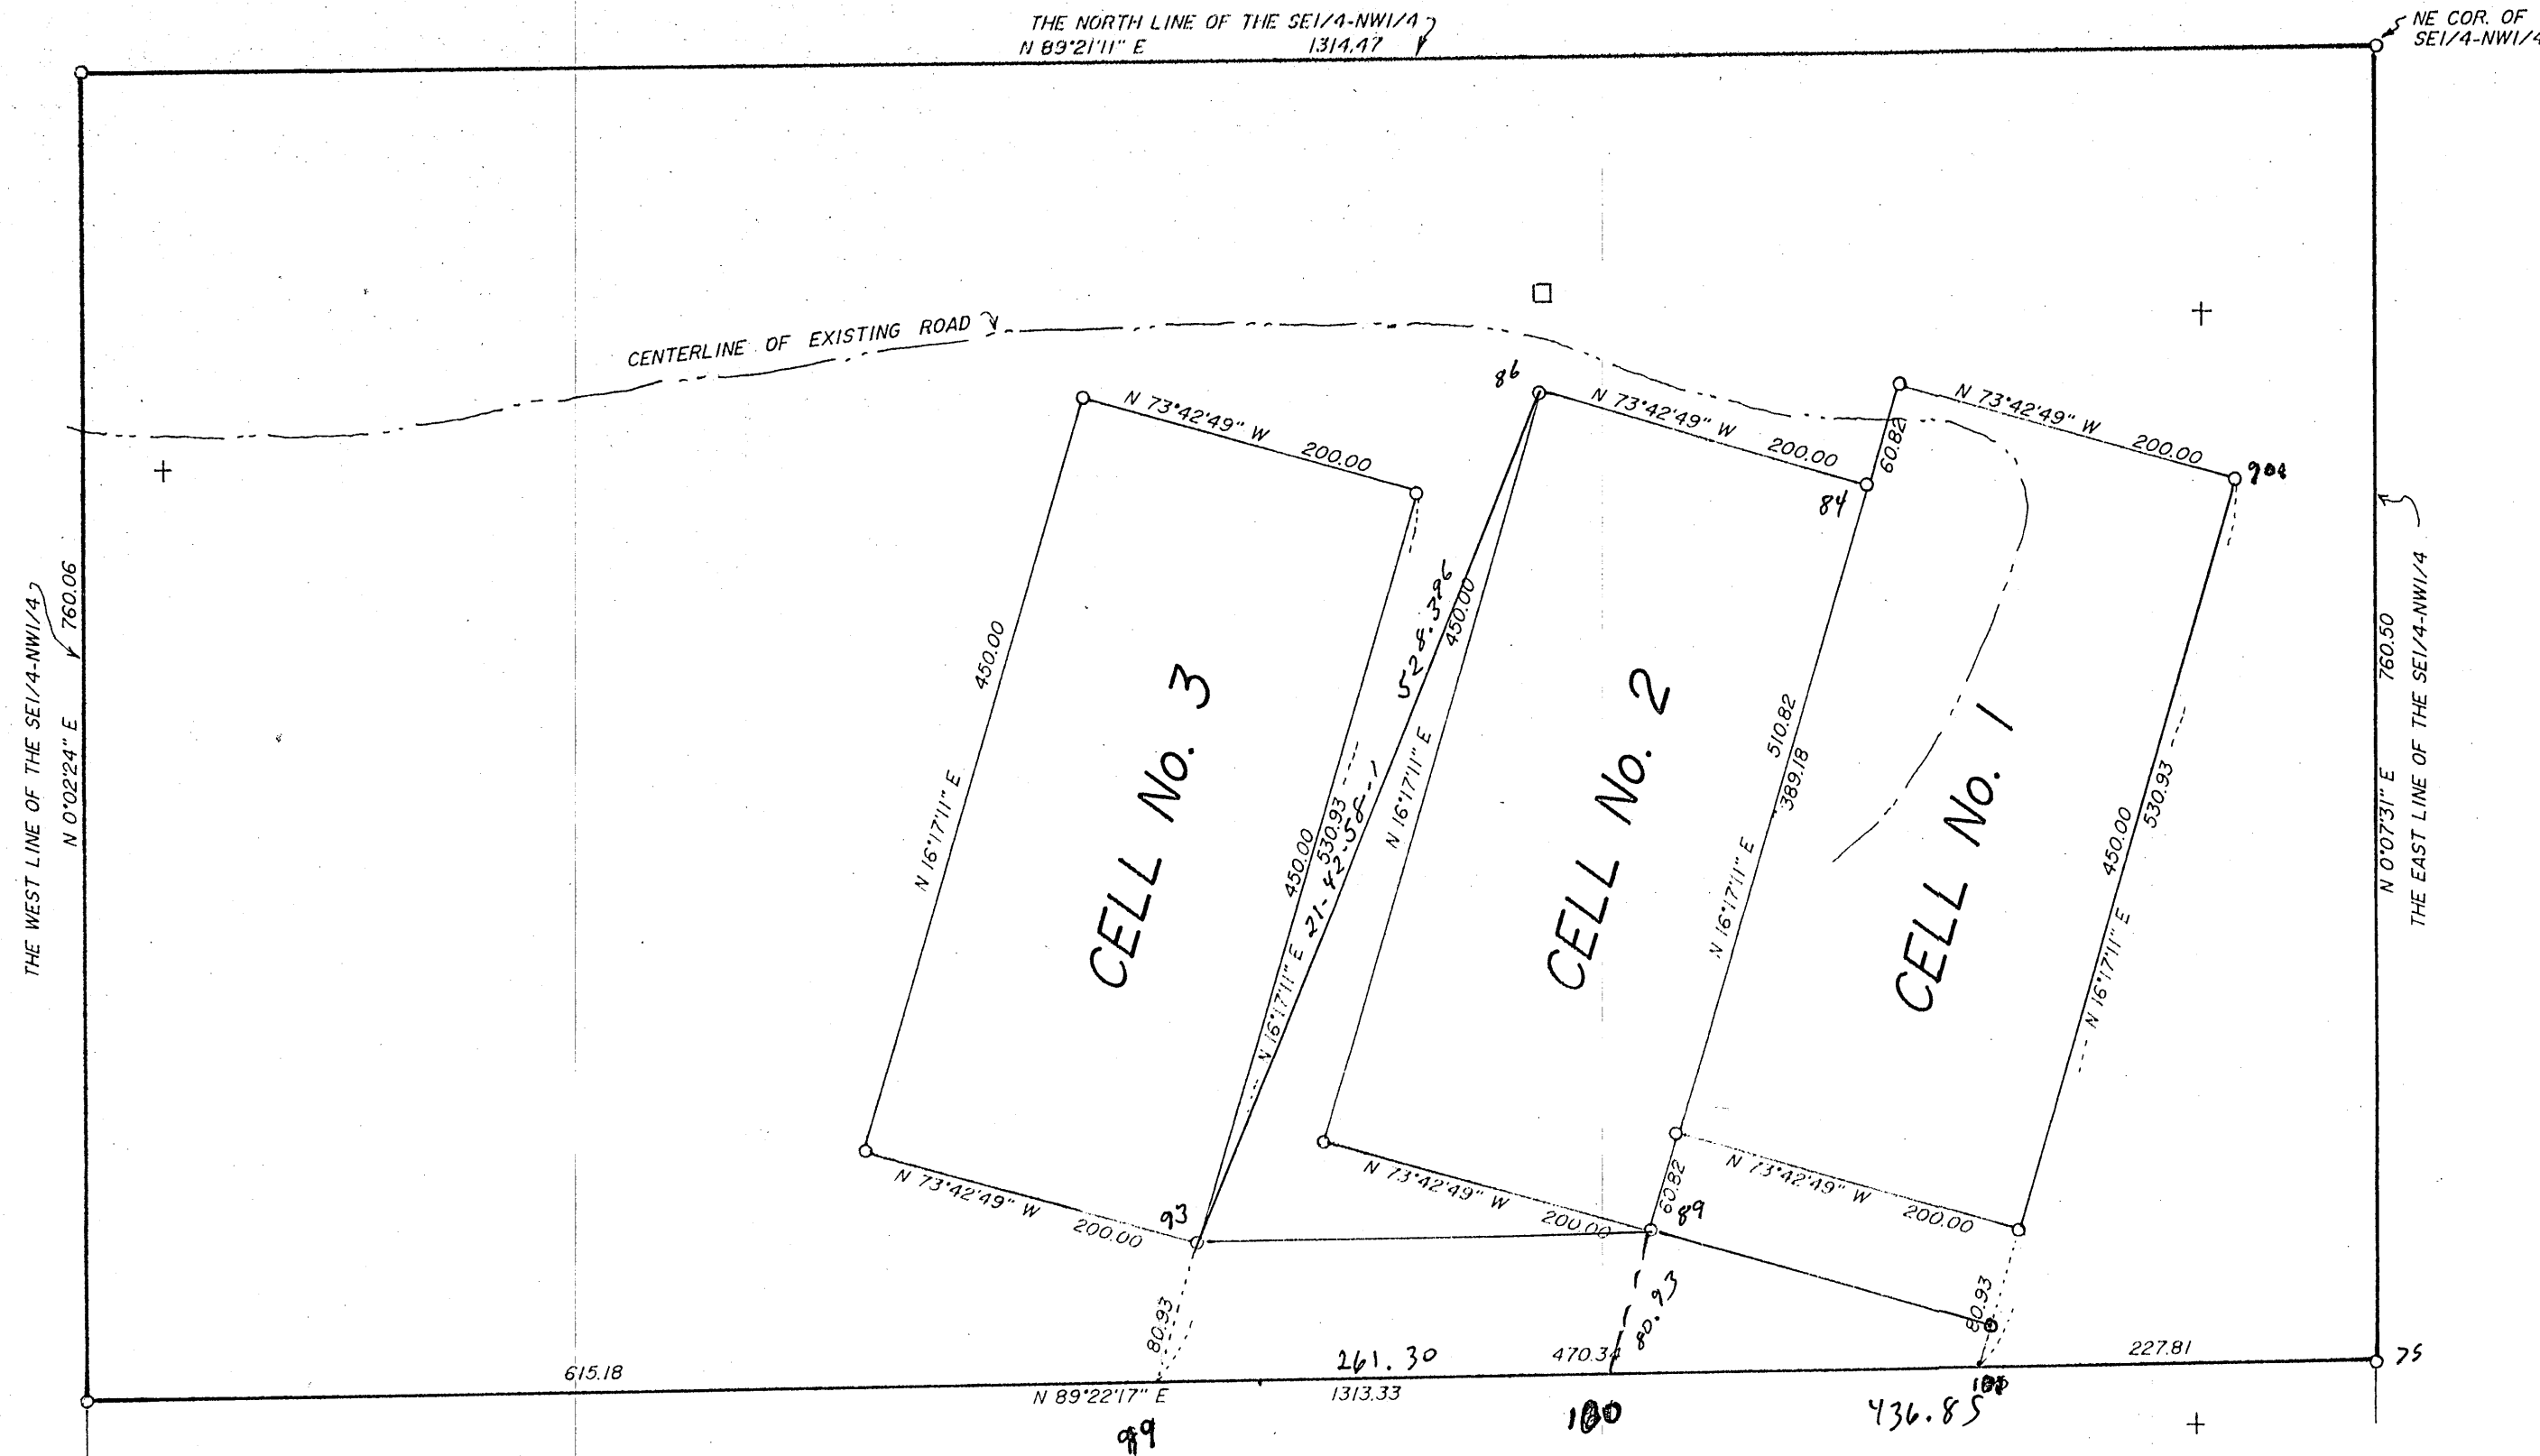 THE NORTH LINE OF THE SE1/4-NW1/4
N 89°21'11" E 1314.47
NE COR. OF
SE1/4-NW1/4
CENTERLINE OF EXISTING ROAD
THE WEST LINE OF THE SE1/4-NW1/4
N 0°02'24" E 760.06
THE EAST LINE OF THE SE1/4-NW1/4
N 0°07'31" E 760.50
N 73°42'49" W 200.00
450.00
N 16°17'11" E
CELL No. 3
450.00
530.93
N 16°17'11" E
N 73°42'49" W 200.00
93
80.93
86
528.396
21-42-58-1
N 73°42'49" W 200.00
84
450.00
N 16°17'11" E
CELL No. 2
510.82
389.18
N 16°17'11" E
N 73°42'49" W 200.00
60.82
89
80.93
60.82
N 73°42'49" W 200.00
CELL No. 1
450.00
530.93
N 16°17'11" E
N 73°42'49" W 200.00
80.93
615.18
261.30
470.34
227.81
75
N 89°22'17" E 1313.33
99
100
436.85